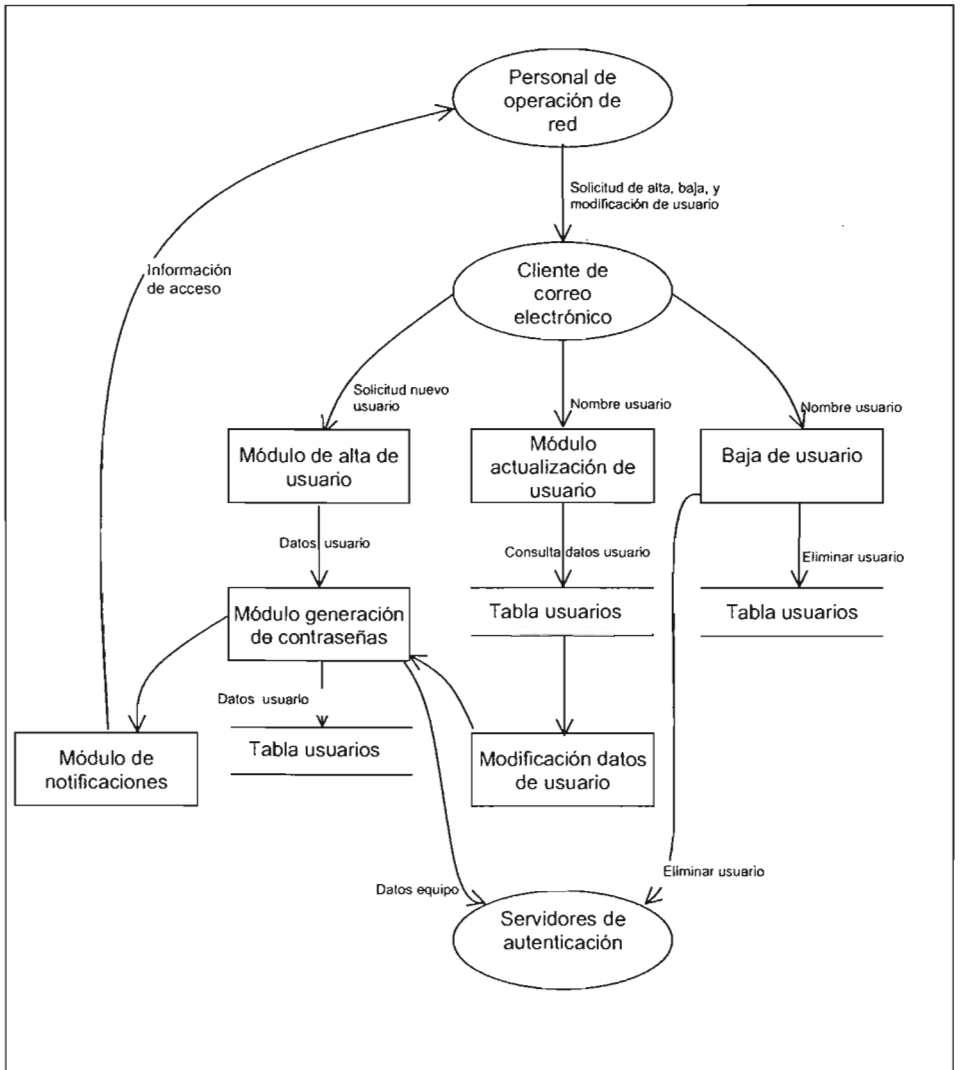 Personal de
operación de
red
Solicitud de alta, baja, y
modificación de usuario
Información
de acceso
Cliente de
correo
electrónico
Solicitud nuevo
usuario
Nombre usuario
Nombre usuario
Módulo de alta de
usuario
Módulo
actualización de
usuario
Baja de usuario
Datos usuario
Consulta datos usuario
Eliminar usuario
Módulo generación
de contraseñas
Tabla usuarios
Tabla usuarios
Datos usuario
Módulo de
notificaciones
Tabla usuarios
Modificación datos
de usuario
Datos equipo
Eliminar usuario
Servidores de
autenticación